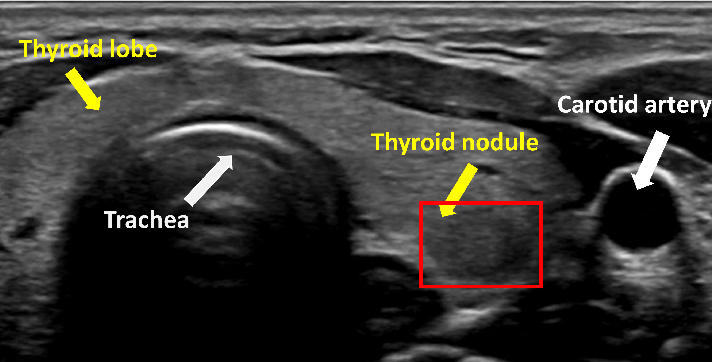 Thyroid lobe
Carotid artery
Thyroid nodule
Trachea